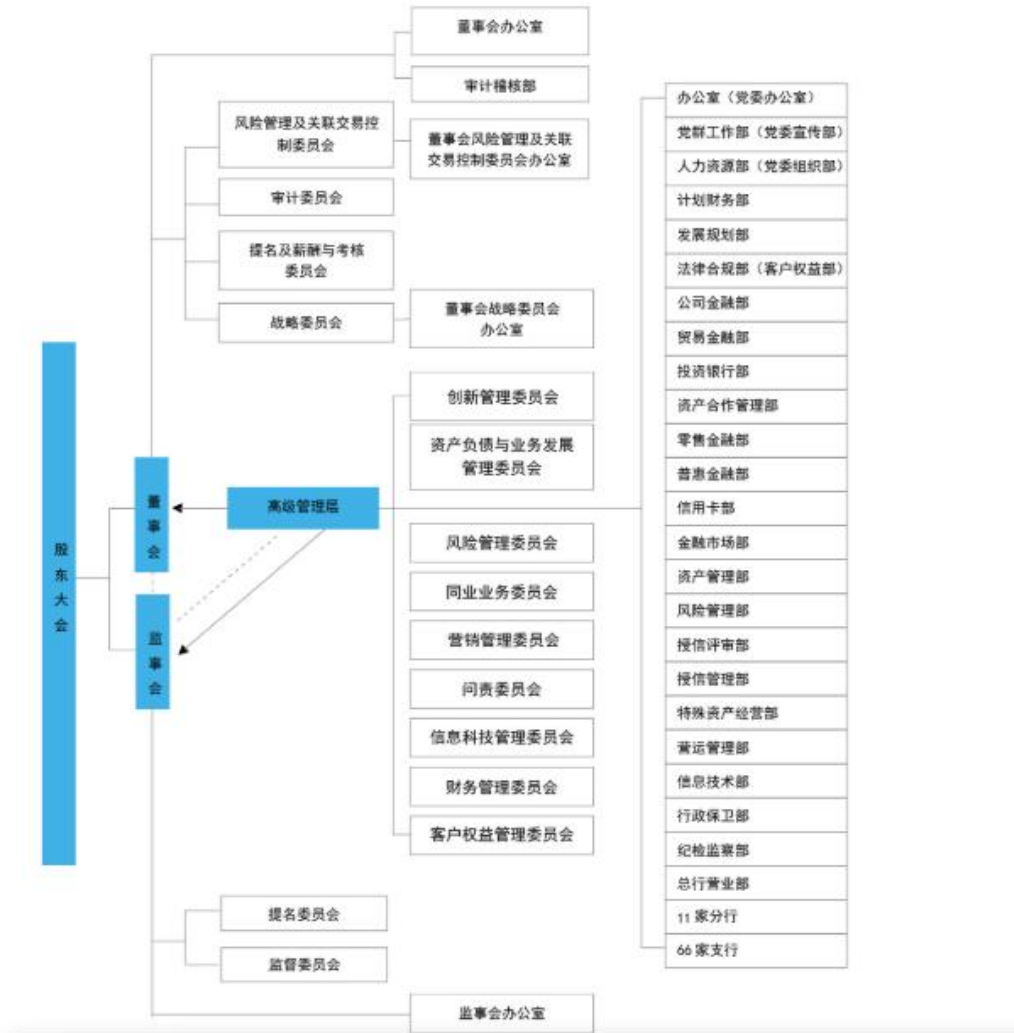 董事会办公室
审计稽核部
风险管理及关联交易控
制委员会
董事会风险管理及关联
交易控制委员会办公室
审计委员会
提名及薪酬与考核
委员会
战略委员会
董事会战略委员会
办公室
股东大会
董事会
监事会
高级管理层
创新管理委员会
资产负债与业务发展
管理委员会
风险管理委员会
同业业务委员会
营销管理委员会
问责委员会
信息科技管理委员会
财务管理委员会
客户权益管理委员会
提名委员会
监督委员会
监事会办公室
办公室（党委办公室）
党群工作部（党委宣传部）
人力资源部（党委组织部）
计划财务部
发展规划部
法律合规部（客户权益部）
公司金融部
贸易金融部
投资银行部
资产合作管理部
零售金融部
普惠金融部
信用卡部
金融市场部
资产管理部
风险管理部
授信评审部
授信管理部
特殊资产经营部
营运管理部
信息技术部
行政保卫部
纪检监察部
总行营业部
11 家分行
66 家支行